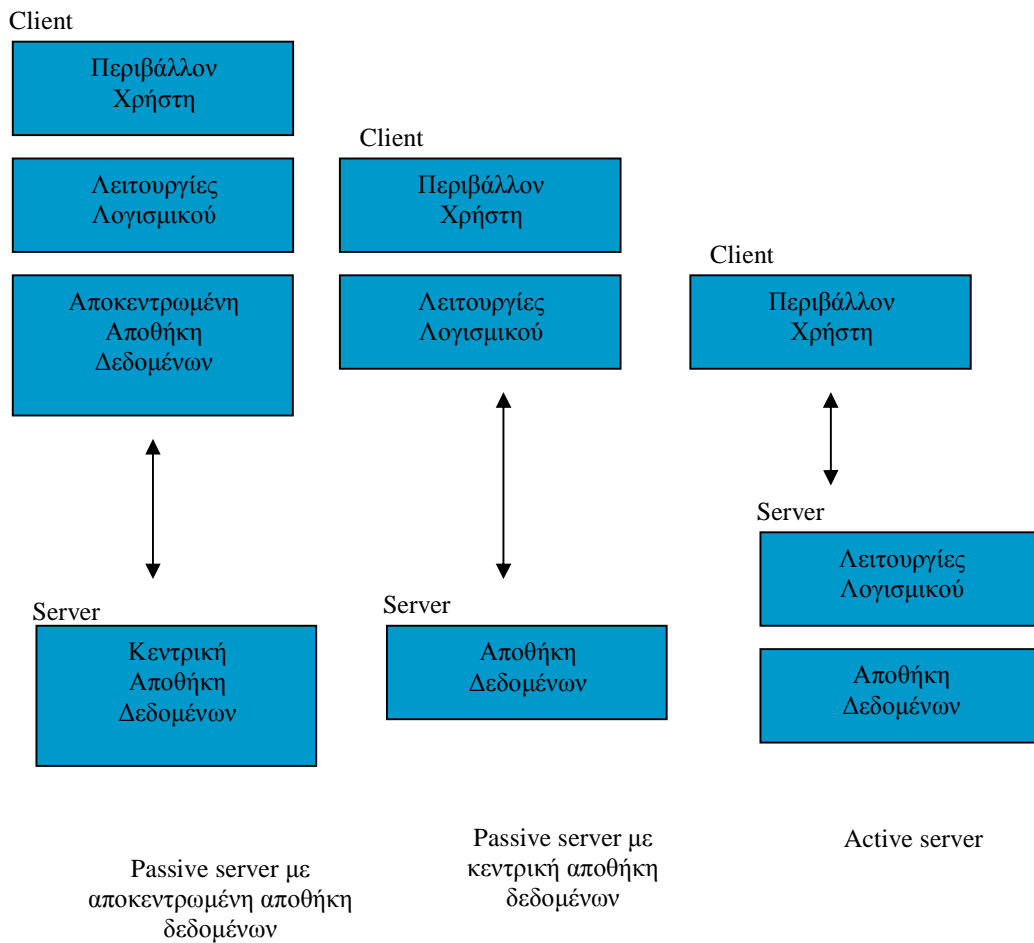 Client
Περιβάλλον
Χρήστη
Λειτουργίες
Λογισμικού
Αποκεντρωμένη
Αποθήκη
Δεδομένων
Server
Κεντρική
Αποθήκη
Δεδομένων
Passive server με
αποκεντρωμένη αποθήκη
δεδομένων
Client
Περιβάλλον
Χρήστη
Λειτουργίες
Λογισμικού
Server
Αποθήκη
Δεδομένων
Passive server με
κεντρική αποθήκη
δεδομένων
Client
Περιβάλλον
Χρήστη
Server
Λειτουργίες
Λογισμικού
Αποθήκη
Δεδομένων
Active server